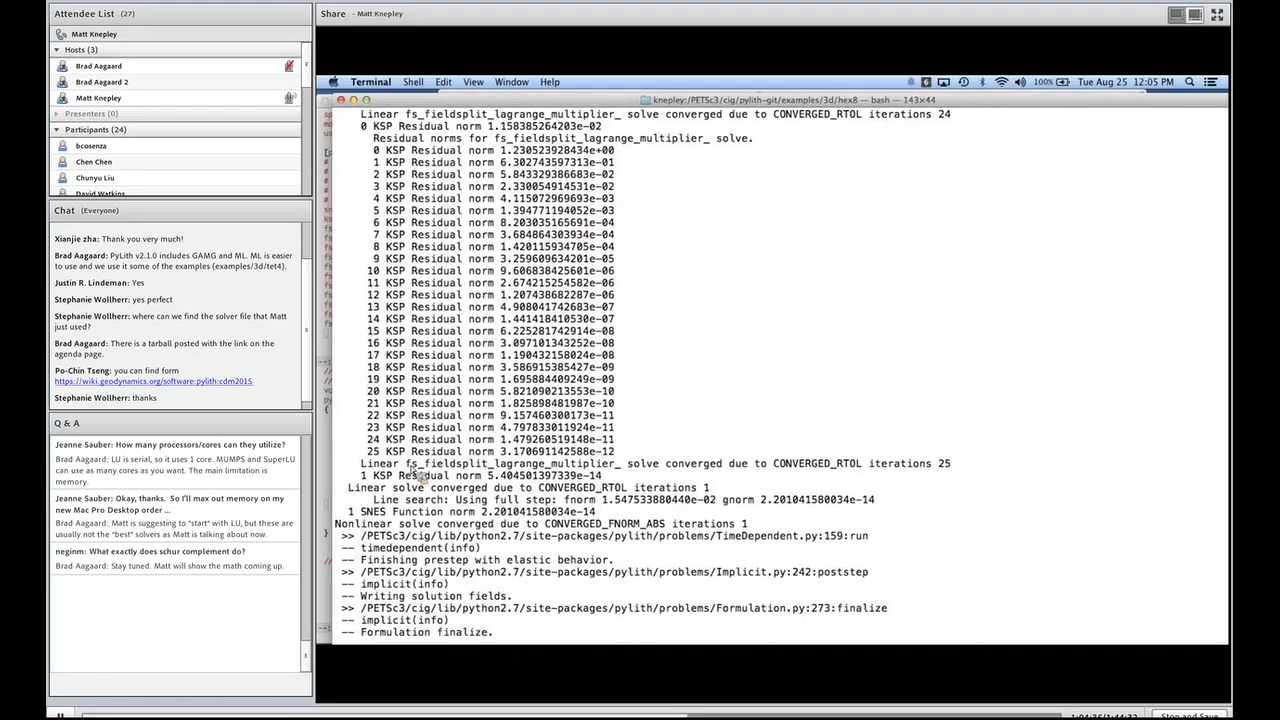 Attendee List (27)
Matt Knepley
Hosts (3)
Brad Aagaard
Brad Aagaard 2
Matt Knepley
Presenters (0)
Participants (24)
bcosenza
Chen Chen
Chunyu Liu
David Watkins
Chat (Everyone)
Xianjie zha: Thank you very much!
Brad Aagaard: PyLith v2.1.0 includes GAMG and ML. ML is easier
to use and we use it some of the examples (examples/3d/tet4).
Justin R. Lindeman: Yes
Stephanie Wollherr: yes perfect
Stephanie Wollherr: where can we find the solver file that Matt
just used?
Brad Aagaard: There is a tarball posted with the link on the
agenda page.
Po-Chin Tseng: you can find form
https://wiki.geodynamics.org/software:pylith:cdm2015
Stephanie Wollherr: thanks
Q & A
Jeanne Sauber: How many processors/cores can they utilize?
Brad Aagaard: LU is serial, so it uses 1 core. MUMPS and SuperLU
can use as many cores as you want. The main limitation is
memory.
Jeanne Sauber: Okay, thanks. So I'll max out memory on my
new Mac Pro Desktop order ...
Brad Aagaard: Matt is suggesting to *start* with LU, but these are
usually not the *best* solvers as Matt is talking about now.
neginm: What exactly does schur complement do?
Brad Aagaard: Stay tuned. Matt will show the math coming up.
Share - Matt Knepley
Terminal Shell Edit View Window Help 100% Tue Aug 25 12:05 PM
knepley:/PETSc3/cig/pylith-git/examples/3d/hex8 — bash — 143×44
Linear fs_fieldsplit_lagrange_multiplier_ solve converged due to CONVERGED_RTOL iterations 24
0 KSP Residual norm 1.158385264203e-02
Residual norms for fs_fieldsplit_lagrange_multiplier_ solve.
0 KSP Residual norm 1.230523928434e+00
1 KSP Residual norm 6.302743597313e-01
2 KSP Residual norm 5.843329386683e-02
3 KSP Residual norm 2.330054914531e-02
4 KSP Residual norm 4.115072969693e-03
5 KSP Residual norm 1.394771194052e-03
6 KSP Residual norm 8.203035165691e-04
7 KSP Residual norm 3.684864303934e-04
8 KSP Residual norm 1.420115934705e-04
9 KSP Residual norm 3.259609634201e-05
10 KSP Residual norm 9.606838425601e-06
11 KSP Residual norm 2.674215254582e-06
12 KSP Residual norm 1.207438682287e-06
13 KSP Residual norm 4.908041742683e-07
14 KSP Residual norm 1.441418410530e-07
15 KSP Residual norm 6.225281742914e-08
16 KSP Residual norm 3.097101343252e-08
17 KSP Residual norm 1.190432158024e-08
18 KSP Residual norm 3.586915385427e-09
19 KSP Residual norm 1.695884409249e-09
20 KSP Residual norm 5.821090213553e-10
21 KSP Residual norm 1.825898481987e-10
22 KSP Residual norm 9.157460300173e-11
23 KSP Residual norm 4.797833011924e-11
24 KSP Residual norm 1.479260519148e-11
25 KSP Residual norm 3.170691142588e-12
Linear fs_fieldsplit_lagrange_multiplier_ solve converged due to CONVERGED_RTOL iterations 25
1 KSP Residual norm 5.404501397339e-14
Linear solve converged due to CONVERGED_RTOL iterations 1
Line search: Using full step: fnorm 1.547533880440e-02 gnorm 2.201041580034e-14
1 SNES Function norm 2.201041580034e-14
Nonlinear solve converged due to CONVERGED_FNORM_ABS iterations 1
>> /PETSc3/cig/lib/python2.7/site-packages/pylith/problems/TimeDependent.py:159:run
-- timedependent(info)
-- Finishing prestep with elastic behavior.
>> /PETSc3/cig/lib/python2.7/site-packages/pylith/problems/Implicit.py:242:poststep
-- implicit(info)
-- Writing solution fields.
>> /PETSc3/cig/lib/python2.7/site-packages/pylith/problems/Formulation.py:273:finalize
-- implicit(info)
-- Formulation finalize.
Stop and Save